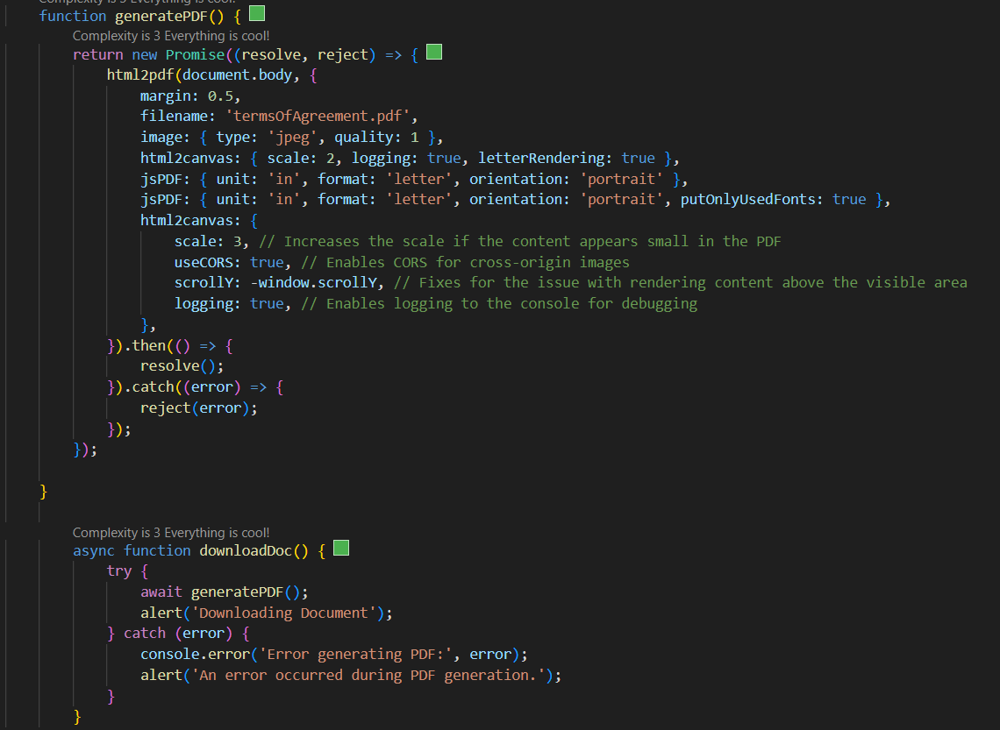 Complexity is 3 Everything is cool!
function generatePDF() {
Complexity is 3 Everything is cool!
return new Promise((resolve, reject) => {
html2pdf(document.body, {
margin: 0.5,
filename: 'termsOfAgreement.pdf',
image: { type: 'jpeg', quality: 1 },
html2canvas: { scale: 2, logging: true, letterRendering: true },
jsPDF: { unit: 'in', format: 'letter', orientation: 'portrait' },
jsPDF: { unit: 'in', format: 'letter', orientation: 'portrait', putOnlyUsedFonts: true },
html2canvas: {
scale: 3, // Increases the scale if the content appears small in the PDF
useCORS: true, // Enables CORS for cross-origin images
scrollY: -window.scrollY, // Fixes for the issue with rendering content above the visible area
logging: true, // Enables logging to the console for debugging
},
}).then(() => {
resolve();
}).catch((error) => {
reject(error);
});
});
}
Complexity is 3 Everything is cool!
async function downloadDoc() {
try {
await generatePDF();
alert('Downloading Document');
} catch (error) {
console.error('Error generating PDF:', error);
alert('An error occurred during PDF generation.');
}
}